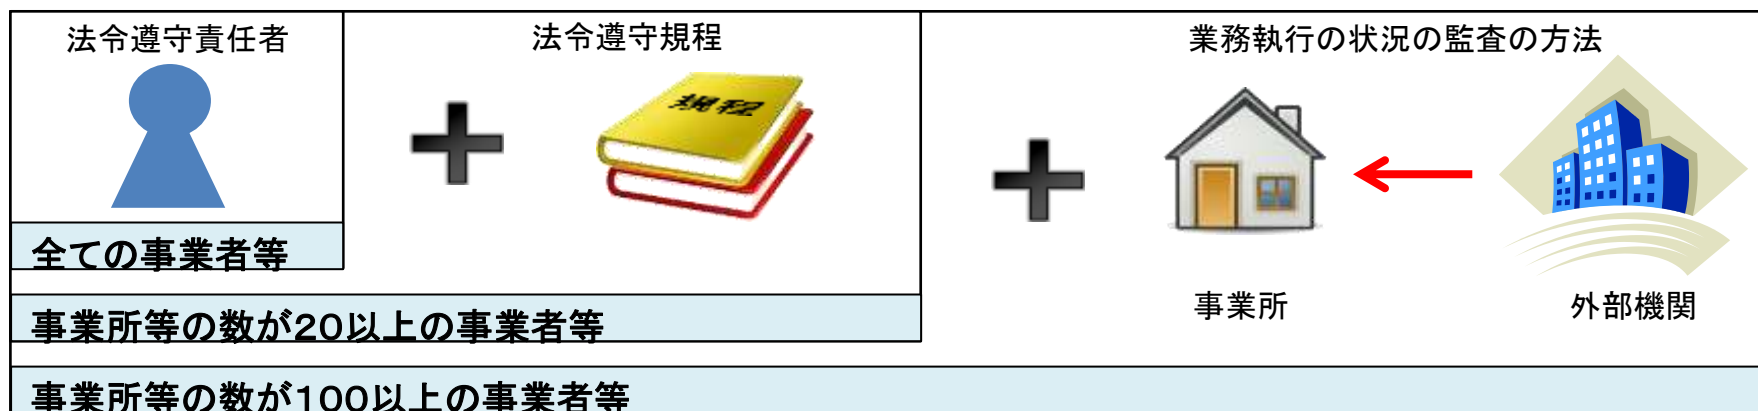 法令遵守責任者
法令遵守規程
業務執行の状況の監査の方法
規程
全ての事業者等
事業所
外部機関
事業所等の数が20以上の事業者等
事業所等の数が100以上の事業者等